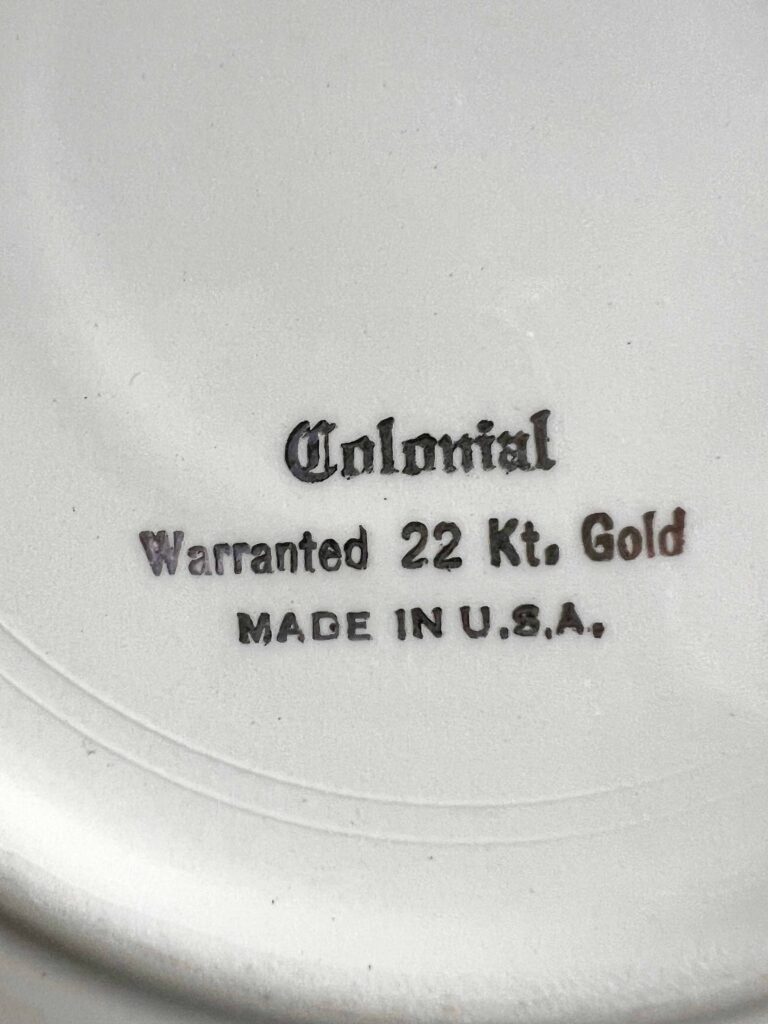 Colonial
Warranted 22 Kt. Gold
MADE IN U.S.A.